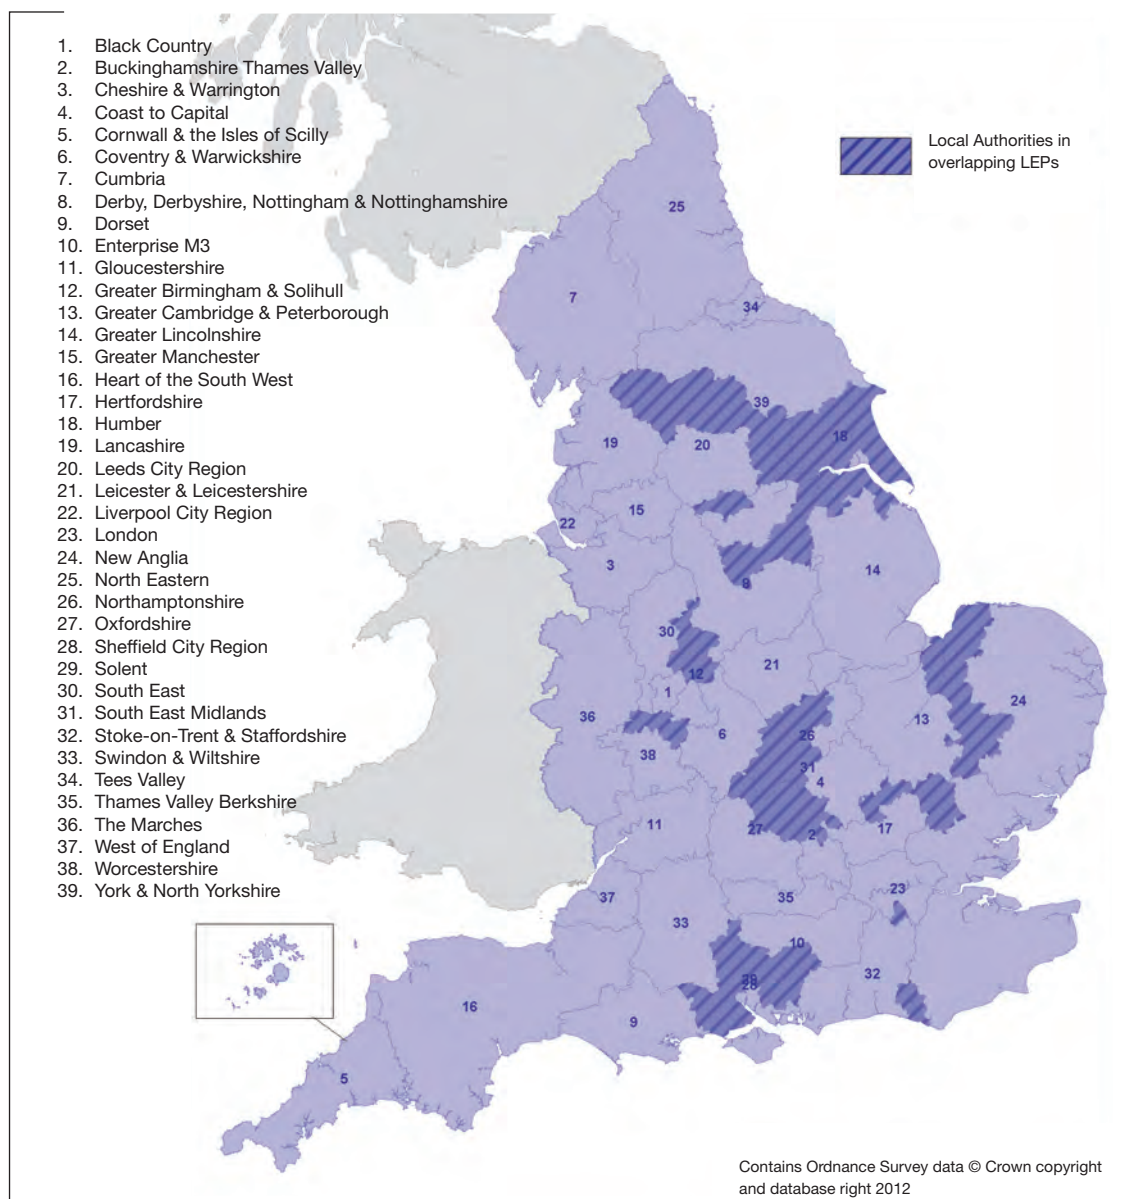 1. Black Country
2. Buckinghamshire Thames Valley
3. Cheshire & Warrington
4. Coast to Capital
5. Cornwall & the Isles of Scilly
6. Coventry & Warwickshire
7. Cumbria
8. Derby, Derbyshire, Nottingham & Nottinghamshire
9. Dorset
10. Enterprise M3
11. Gloucestershire
12. Greater Birmingham & Solihull
13. Greater Cambridge & Peterborough
14. Greater Lincolnshire
15. Greater Manchester
16. Heart of the South West
17. Hertfordshire
18. Humber
19. Lancashire
20. Leeds City Region
21. Leicester & Leicestershire
22. Liverpool City Region
23. London
24. New Anglia
25. North Eastern
26. Northamptonshire
27. Oxfordshire
28. Sheffield City Region
29. Solent
30. South East
31. South East Midlands
32. Stoke-on-Trent & Staffordshire
33. Swindon & Wiltshire
34. Tees Valley
35. Thames Valley Berkshire
36. The Marches
37. West of England
38. Worcestershire
39. York & North Yorkshire
Local Authorities in
overlapping LEPs
25
7
34
39
18
19
20
15
22
3
14
8
30
12
21
1
24
36
13
6
26
38
31
4
11
27
2
17
23
37
35
33
10
32
28
16
9
5
Contains Ordnance Survey data © Crown copyright
and database right 2012